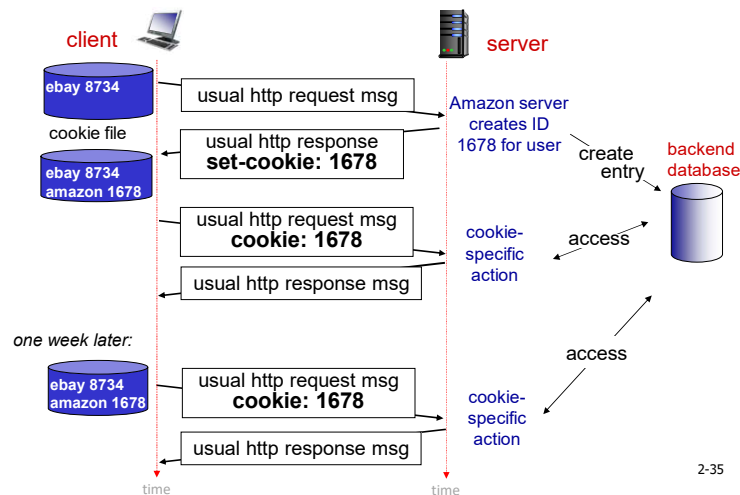 client
server
ebay 8734
usual http request msg
Amazon server
creates ID
1678 for user
cookie file
usual http response
set-cookie: 1678
create
entry
backend
database
ebay 8734
amazon 1678
usual http request msg
cookie: 1678
cookie-
specific
action
access
usual http response msg
one week later:
access
ebay 8734
amazon 1678
usual http request msg
cookie: 1678
cookie-
specific
action
usual http response msg
time
time
2-35